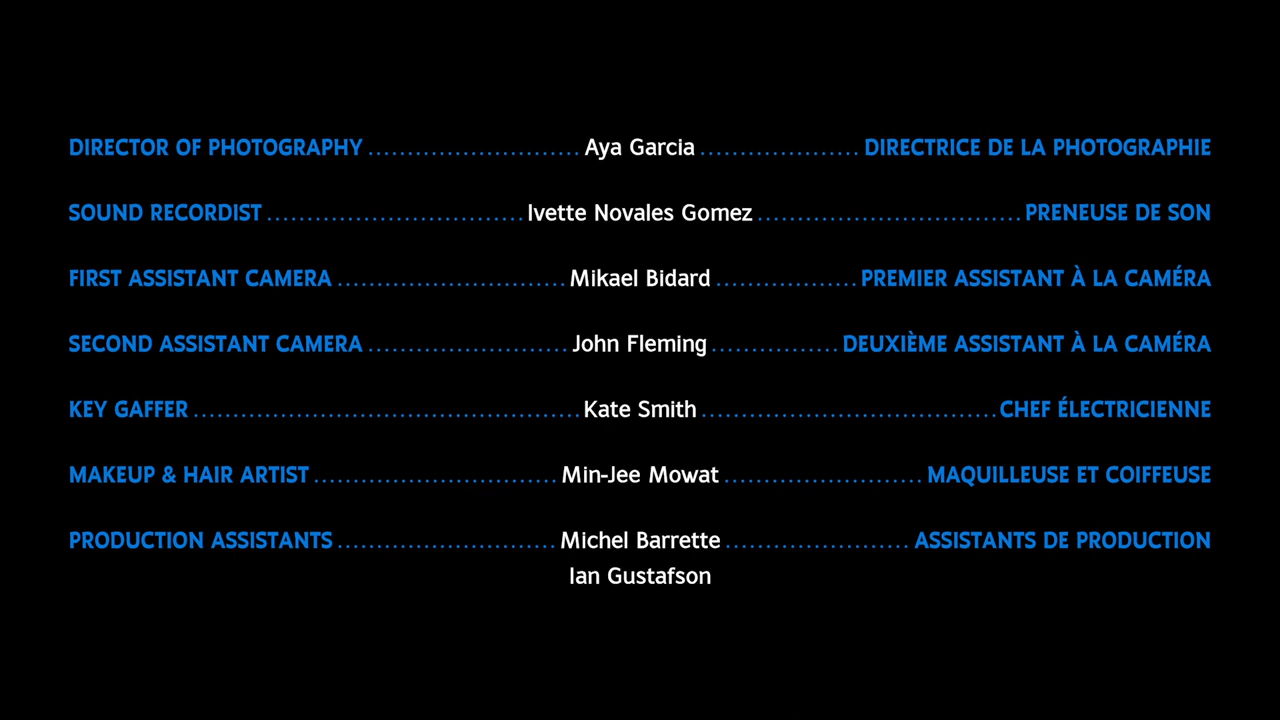 DIRECTOR OF PHOTOGRAPHY ........................... Aya Garcia .................... DIRECTRICE DE LA PHOTOGRAPHIE
SOUND RECORDIST ................................. Ivette Novales Gomez .................................. PRENEUSE DE SON
FIRST ASSISTANT CAMERA ............................. Mikael Bidard .................. PREMIER ASSISTANT À LA CAMÉRA
SECOND ASSISTANT CAMERA .......................... John Fleming ................ DEUXIÈME ASSISTANT À LA CAMÉRA
KEY GAFFER ................................................. Kate Smith ...................................... CHEF ÉLECTRICIENNE
MAKEUP & HAIR ARTIST ............................... Min-Jee Mowat .......................... MAQUILLEUSE ET COIFFEUSE
PRODUCTION ASSISTANTS ............................ Michel Barrette ........................ ASSISTANTS DE PRODUCTION
Ian Gustafson